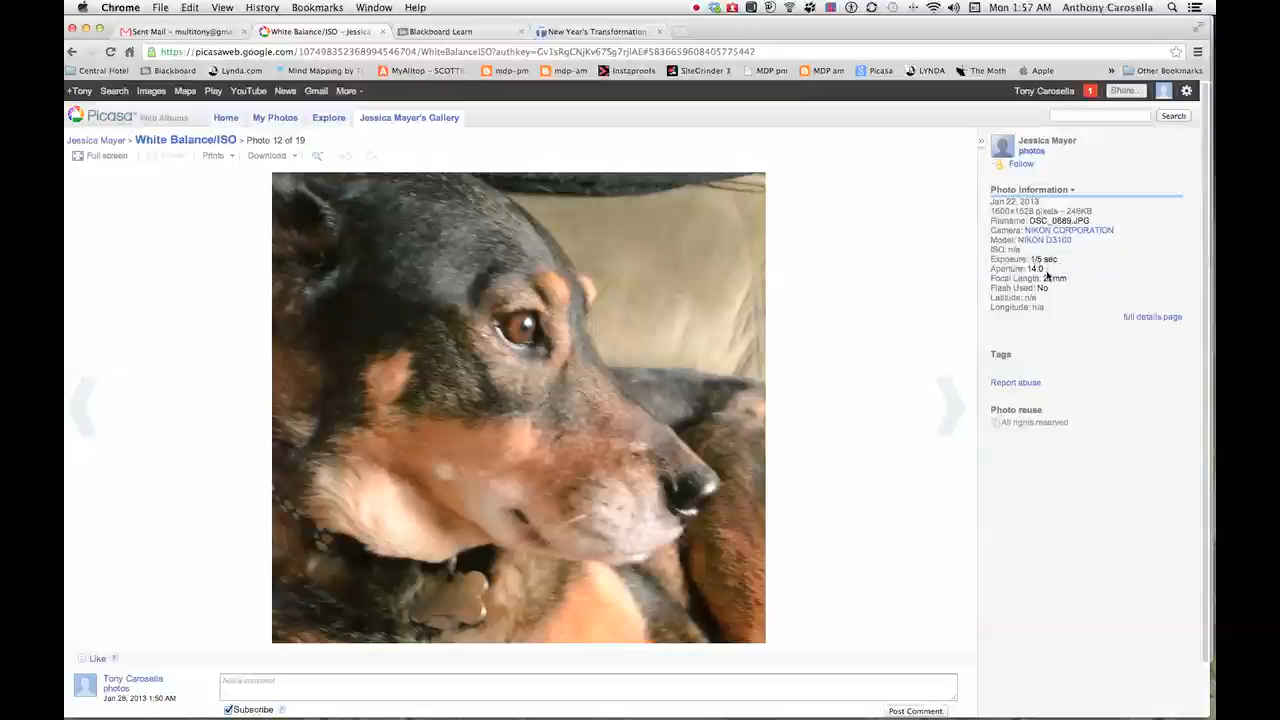 Chrome File Edit View History Bookmarks Window Help Mon 1:57 AM Anthony Carosella
Sent Mail – multitony@gma
White Balance/ISO – Jessica
Blackboard Learn
New Year's Transformation
https://picasaweb.google.com/107498352368994546704/WhiteBalanceISO?authkey=Gv1sRgCNjKv67Sg7rjIAE#5836659608405775442
Central Hotel Blackboard Lynda.com Mind Mapping by T MyAlltop – SCOTT mdp-pm mdp-am Instaproofs SiteGrinder 3 MDP pm MDP am Picasa LYNDA The Moth Apple » Other Bookmarks
+Tony Search Images Maps Play YouTube News Gmail More Tony Carosella 1 Share...
Picasa Web Albums Home My Photos Explore Jessica Mayer's Gallery Search
Jessica Mayer > White Balance/ISO > Photo 12 of 19
Full screen Prints Download
Jessica Mayer
photos
Follow
Photo information
Jan 22, 2013
1600×1528 pixels – 246KB
Filename: DSC_0669.JPG
Camera: NIKON CORPORATION
Model: NIKON D3100
ISO: n/a
Exposure: 1/5 sec
Aperture: 14.0
Focal Length: mm
Flash Used: No
Latitude: n/a
Longitude: n/a
full details page
Tags
Report abuse
Photo reuse
All rights reserved
Like ?
Tony Carosella
photos
Jan 28, 2013 1:50 AM
Add a comment
Subscribe ?
Post Comment